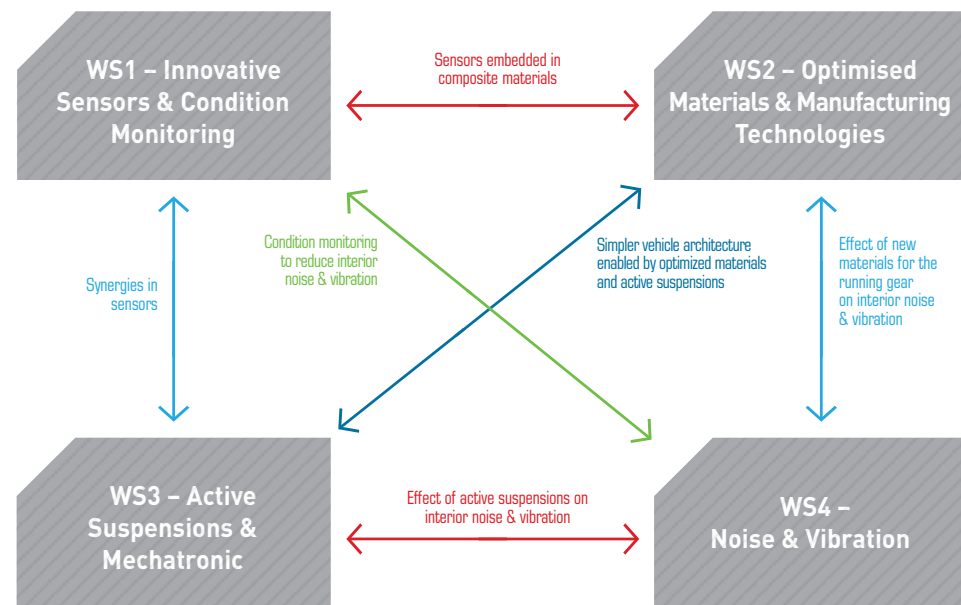 WS1 – Innovative
Sensors & Condition
Monitoring
Sensors embedded in
composite materials
WS2 – Optimised
Materials & Manufacturing
Technologies
Synergies in
sensors
Condition monitoring
to reduce interior
noise & vibration
Simpler vehicle architecture
enabled by optimized materials
and active suspensions
Effect of new
materials for the
running gear
on interior noise
& vibration
WS3 – Active
Suspensions &
Mechatronic
Effect of active suspensions on
interior noise & vibration
WS4 –
Noise & Vibration